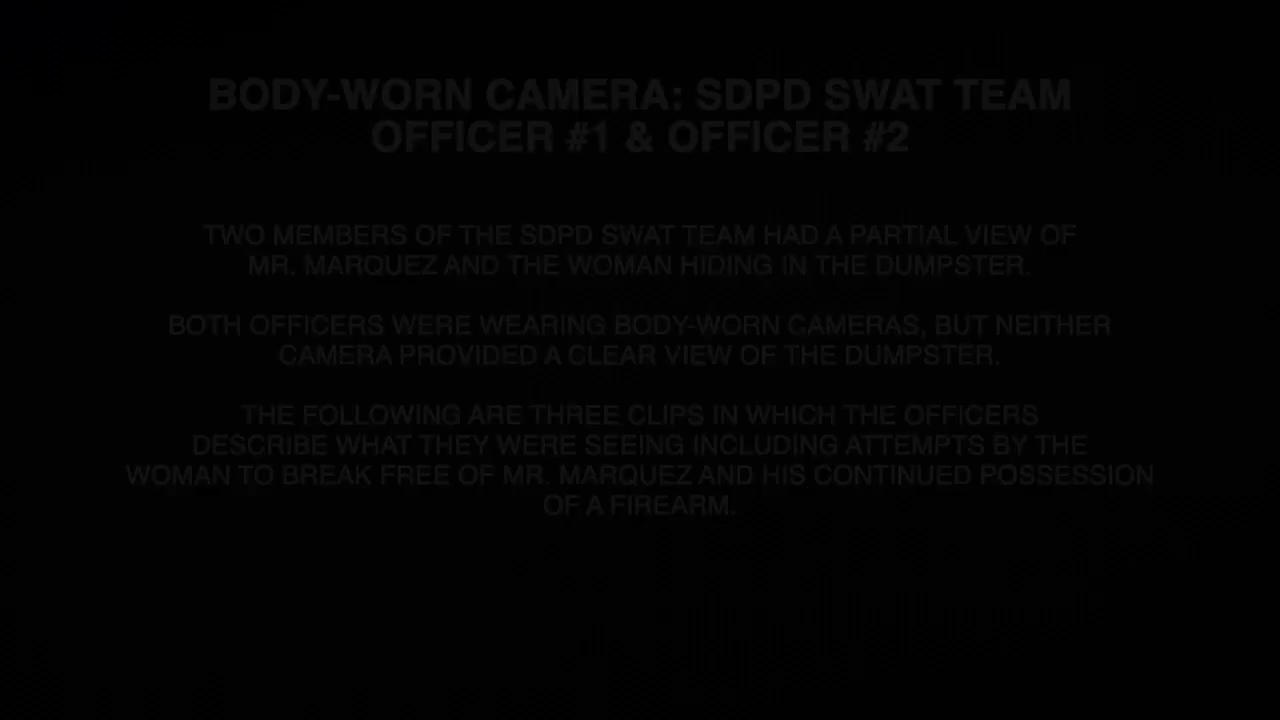 BODY-WORN CAMERA: SDPD SWAT TEAM
OFFICER #1 & OFFICER #2
TWO MEMBERS OF THE SDPD SWAT TEAM HAD A PARTIAL VIEW OF
MR. MARQUEZ AND THE WOMAN HIDING IN THE DUMPSTER.
BOTH OFFICERS WERE WEARING BODY-WORN CAMERAS, BUT NEITHER
CAMERA PROVIDED A CLEAR VIEW OF THE DUMPSTER.
THE FOLLOWING ARE THREE CLIPS IN WHICH THE OFFICERS
DESCRIBE WHAT THEY WERE SEEING INCLUDING ATTEMPTS BY THE
WOMAN TO BREAK FREE OF MR. MARQUEZ AND HIS CONTINUED POSSESSION
OF A FIREARM.